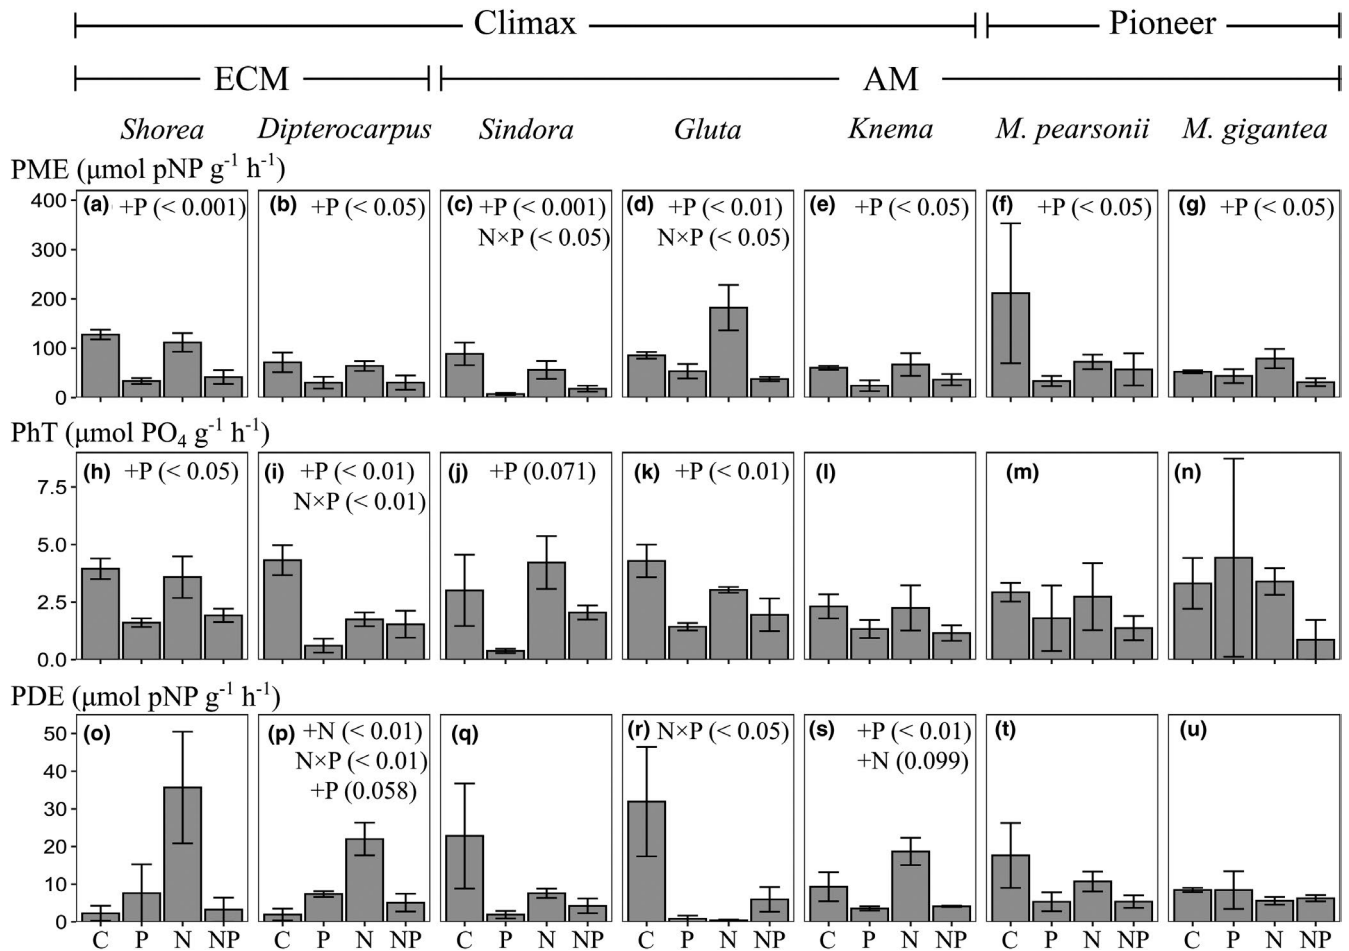 Climax Pioneer
ECM AM
Shorea Dipterocarpus Sindora Gluta Knema M. pearsonii M. gigantea
PME (μmol pNP g⁻¹ h⁻¹)
400 (a) +P (< 0.001) (b) +P (< 0.05) (c) +P (< 0.001) (d) +P (< 0.01) (e) +P (< 0.05) (f) +P (< 0.05) (g) +P (< 0.05)
N×P (< 0.05) N×P (< 0.05)
300
200
100
0
PhT (μmol PO₄ g⁻¹ h⁻¹)
(h) +P (< 0.05) (i) +P (< 0.01) (j) +P (0.071) (k) +P (< 0.01) (l) (m) (n)
7.5 N×P (< 0.01)
5.0
2.5
0.0
PDE (μmol pNP g⁻¹ h⁻¹)
50 (o) (p) +N (< 0.01) (q) (r) N×P (< 0.05) (s) +P (< 0.01) (t) (u)
N×P (< 0.01) +N (0.099)
+P (0.058)
40
30
20
10
0
C P N NP C P N NP C P N NP C P N NP C P N NP C P N NP C P N NP